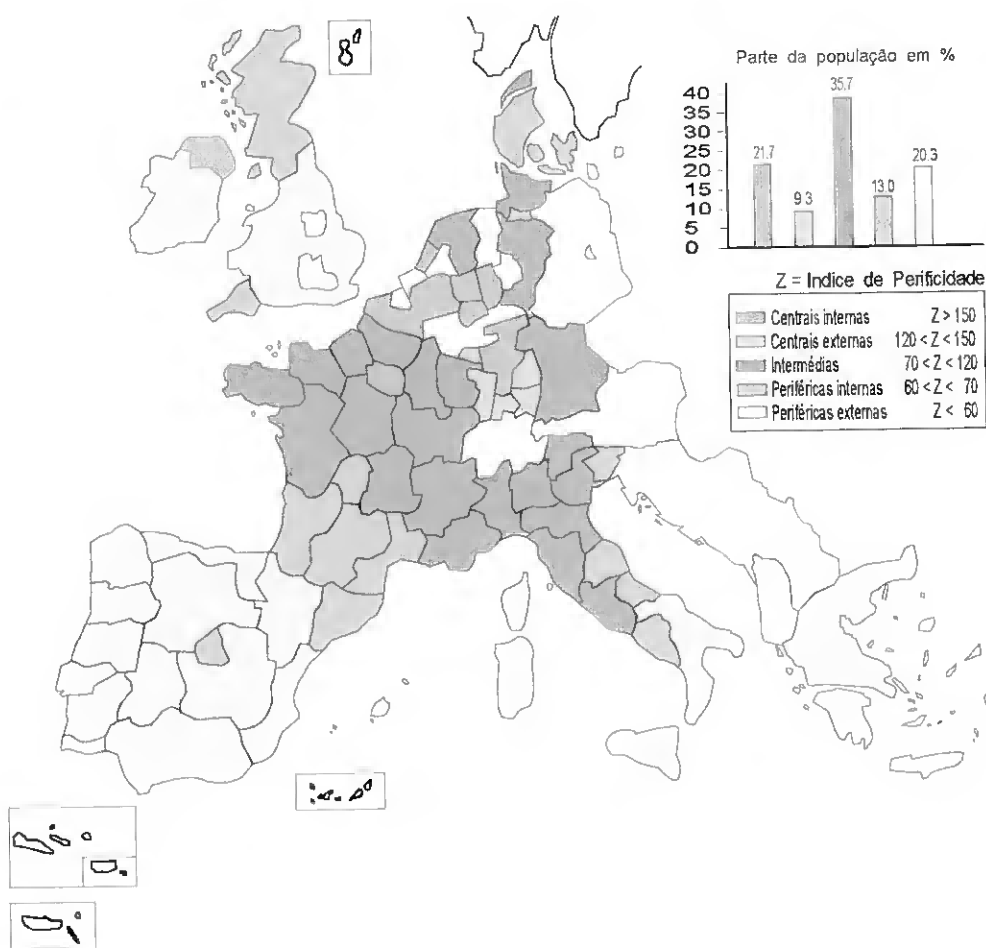 Parte da população em %
40
35
30
25
20
15
10
5
0
21.7
9.3
35.7
13.0
20.3
Z = Indice de Perificidade
Centrais internas Z > 150
Centrais externas 120 < Z < 150
Intermédias 70 < Z < 120
Periféricas internas 60 < Z < 70
Periféricas externas Z < 60